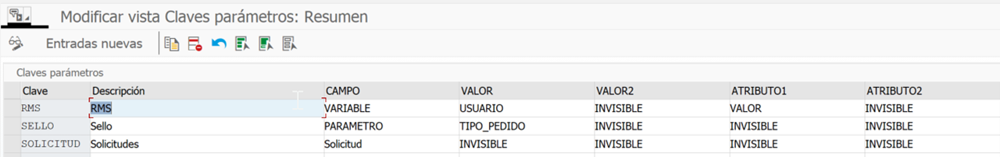 Modificar vista Claves parámetros: Resumen
Entradas nuevas
Claves parámetros
Clave Descripción CAMPO VALOR VALOR2 ATRIBUTO1 ATRIBUTO2
RMS RMS VARIABLE USUARIO INVISIBLE VALOR INVISIBLE
SELLO Sello PARAMETRO TIPO_PEDIDO INVISIBLE INVISIBLE INVISIBLE
SOLICITUD Solicitudes Solicitud INVISIBLE INVISIBLE INVISIBLE INVISIBLE